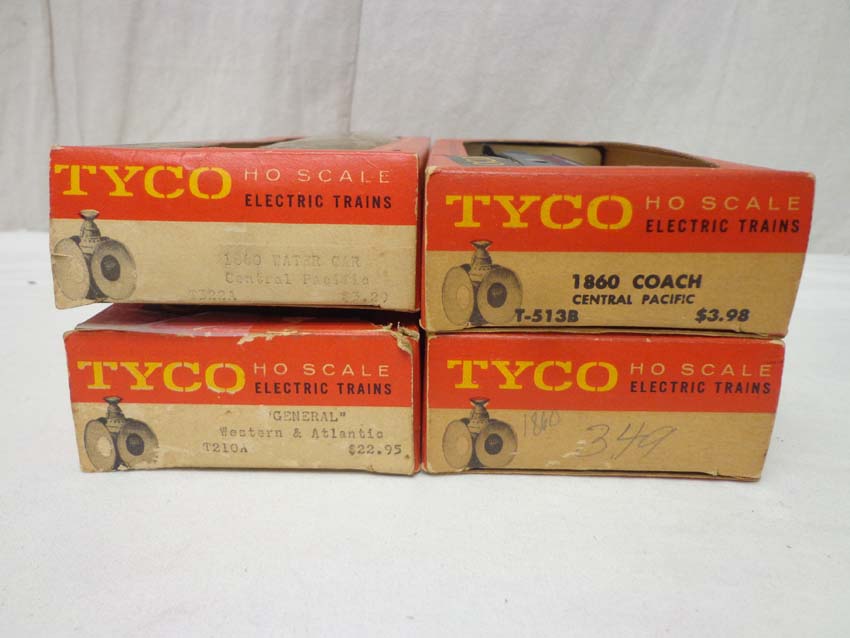 TYCO HO SCALE
ELECTRIC TRAINS
1860 WATER CAR
Central Pacific
$3.20
TYCO HO SCALE
ELECTRIC TRAINS
1860 COACH
CENTRAL PACIFIC
T-513B $3.98
TYCO HO SCALE
ELECTRIC TRAINS
"GENERAL"
Western & Atlantic
T210A $22.95
TYCO HO SCALE
ELECTRIC TRAINS
1860 349